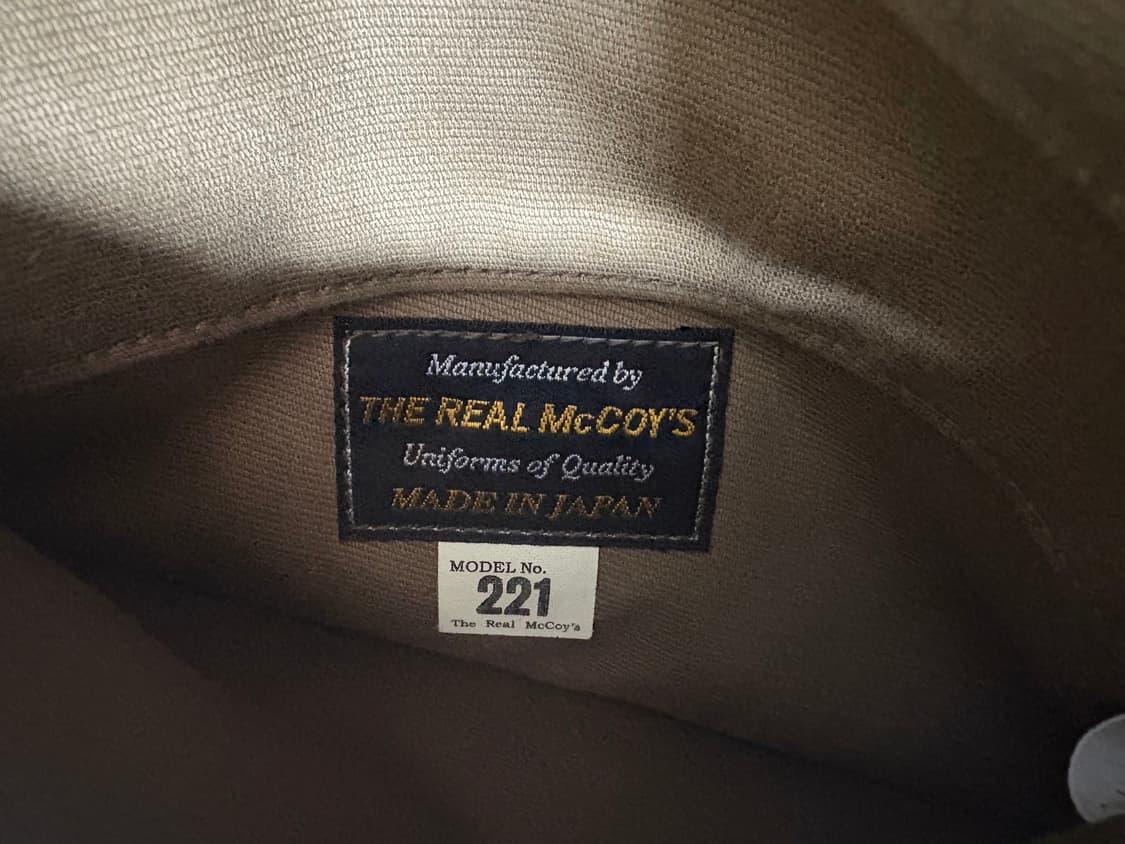 Manufactured by
THE REAL McCOY'S
Uniforms of Quality
MADE IN JAPAN
MODEL No.
221
The Real McCoy's